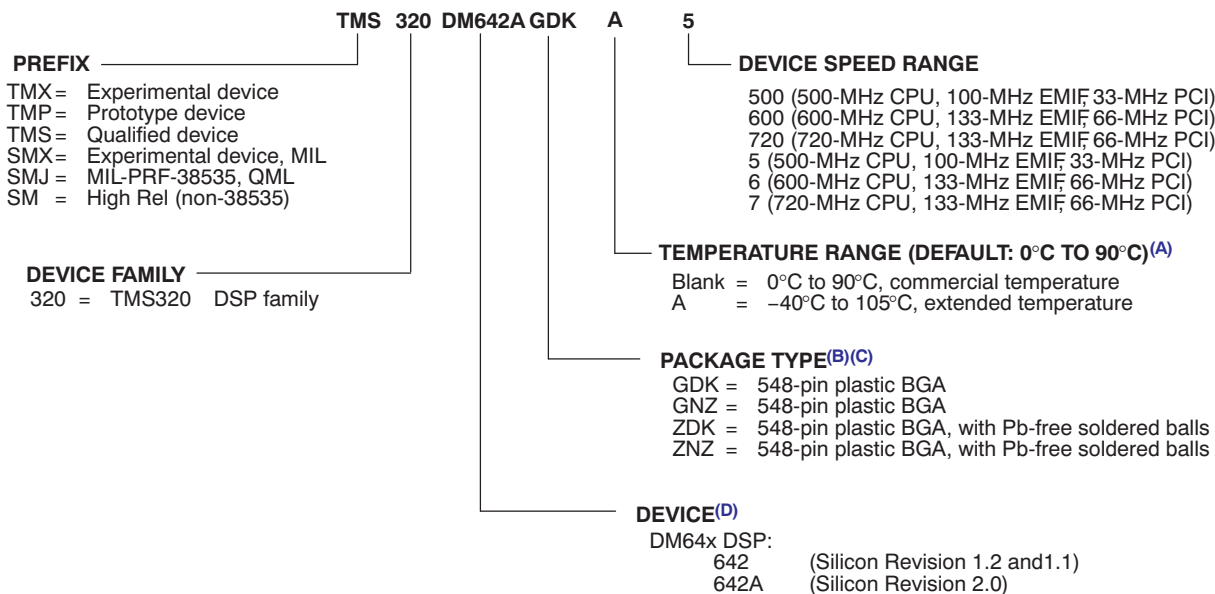 TMS 320 DM642A GDK A 5
PREFIX
TMX = Experimental device
TMP = Prototype device
TMS = Qualified device
SMX = Experimental device, MIL
SMJ = MIL-PRF-38535, QML
SM = High Rel (non-38535)
DEVICE SPEED RANGE
500 (500-MHz CPU, 100-MHz EMIF, 33-MHz PCI)
600 (600-MHz CPU, 133-MHz EMIF, 66-MHz PCI)
720 (720-MHz CPU, 133-MHz EMIF, 66-MHz PCI)
5 (500-MHz CPU, 100-MHz EMIF, 33-MHz PCI)
6 (600-MHz CPU, 133-MHz EMIF, 66-MHz PCI)
7 (720-MHz CPU, 133-MHz EMIF, 66-MHz PCI)
DEVICE FAMILY
320 = TMS320 DSP family
TEMPERATURE RANGE (DEFAULT: 0°C TO 90°C)(A)
Blank = 0°C to 90°C, commercial temperature
A = −40°C to 105°C, extended temperature
PACKAGE TYPE(B)(C)
GDK = 548-pin plastic BGA
GNZ = 548-pin plastic BGA
ZDK = 548-pin plastic BGA, with Pb-free soldered balls
ZNZ = 548-pin plastic BGA, with Pb-free soldered balls
DEVICE(D)
DM64x DSP:
642 (Silicon Revision 1.2 and1.1)
642A (Silicon Revision 2.0)